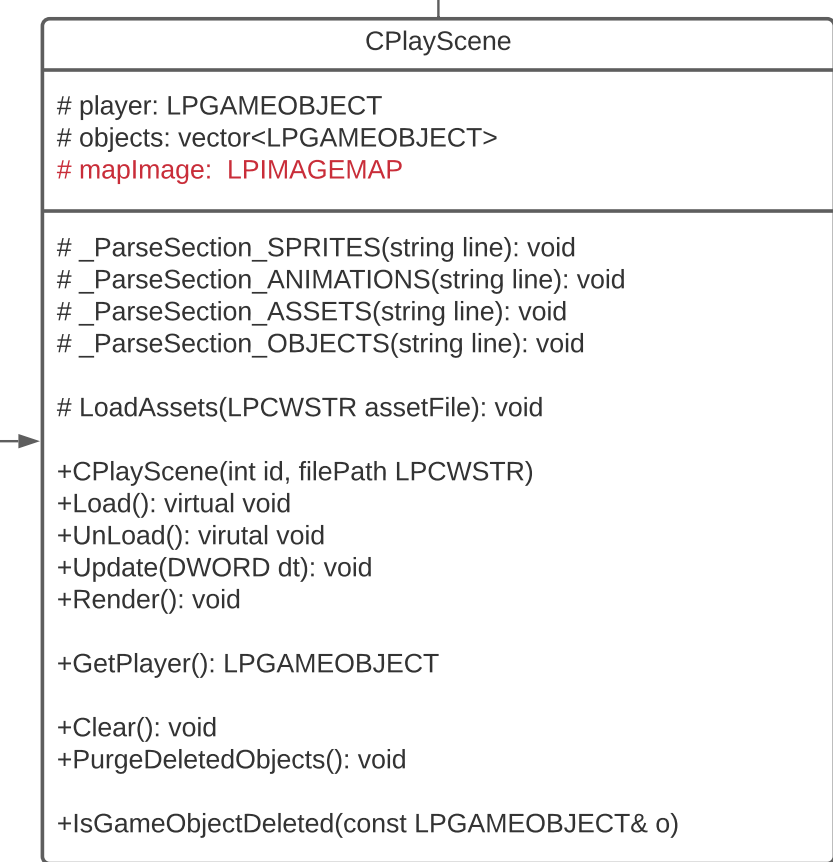 CPlayScene
# player: LPGAMEOBJECT
# objects: vector<LPGAMEOBJECT>
# mapImage:  LPIMAGEMAP
# _ParseSection_SPRITES(string line): void
# _ParseSection_ANIMATIONS(string line): void
# _ParseSection_ASSETS(string line): void
# _ParseSection_OBJECTS(string line): void
# LoadAssets(LPCWSTR assetFile): void
+CPlayScene(int id, filePath LPCWSTR)
+Load(): virtual void
+UnLoad(): virutal void
+Update(DWORD dt): void
+Render(): void
+GetPlayer(): LPGAMEOBJECT
+Clear(): void
+PurgeDeletedObjects(): void
+IsGameObjectDeleted(const LPGAMEOBJECT& o)